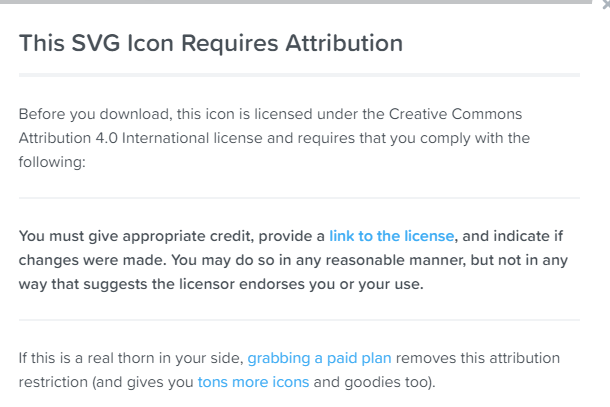 This SVG Icon Requires Attribution
Before you download, this icon is licensed under the Creative Commons
Attribution 4.0 International license and requires that you comply with the
following:
You must give appropriate credit, provide a link to the license, and indicate if
changes were made. You may do so in any reasonable manner, but not in any
way that suggests the licensor endorses you or your use.
If this is a real thorn in your side, grabbing a paid plan removes this attribution
restriction (and gives you tons more icons and goodies too).